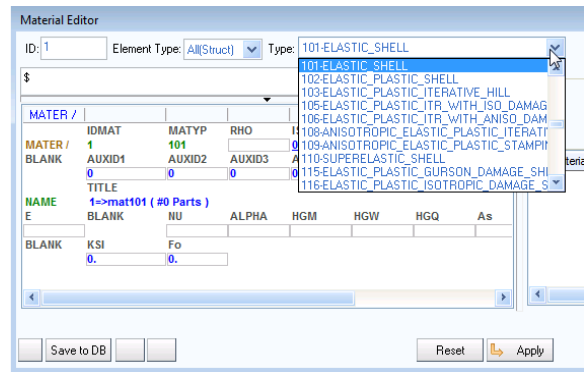 Material Editor
ID: 1 Element Type: All(Struct) Type: 101-ELASTIC_SHELL
$
101-ELASTIC_SHELL
102-ELASTIC_PLASTIC_SHELL
103-ELASTIC_PLASTIC_ITERATIVE_HILL
105-ELASTIC_PLASTIC_ITR_WITH_ISO_DAMAG
106-ELASTIC_PLASTIC_ITR_WITH_ANISO_DAM
108-ANISOTROPIC_ELASTIC_PLASTIC_ITERATI
109-ANISOTROPIC_ELASTIC_PLASTIC_STAMPI
110-SUPERELASTIC_SHELL
115-ELASTIC_PLASTIC_GURSON_DAMAGE_SH
116-ELASTIC_PLASTIC_ISOTROPIC_DAMAGE_S
MATER /
IDMAT MATYP RHO
MATER / 1 101 0
BLANK AUXID1 AUXID2 AUXID3 A
0 0 0 0
TITLE
NAME 1=>mat101 ( #0 Parts )
E BLANK NU ALPHA HGM HGW HGQ As
BLANK KSI Fo
0. 0.
Save to DB Reset Apply